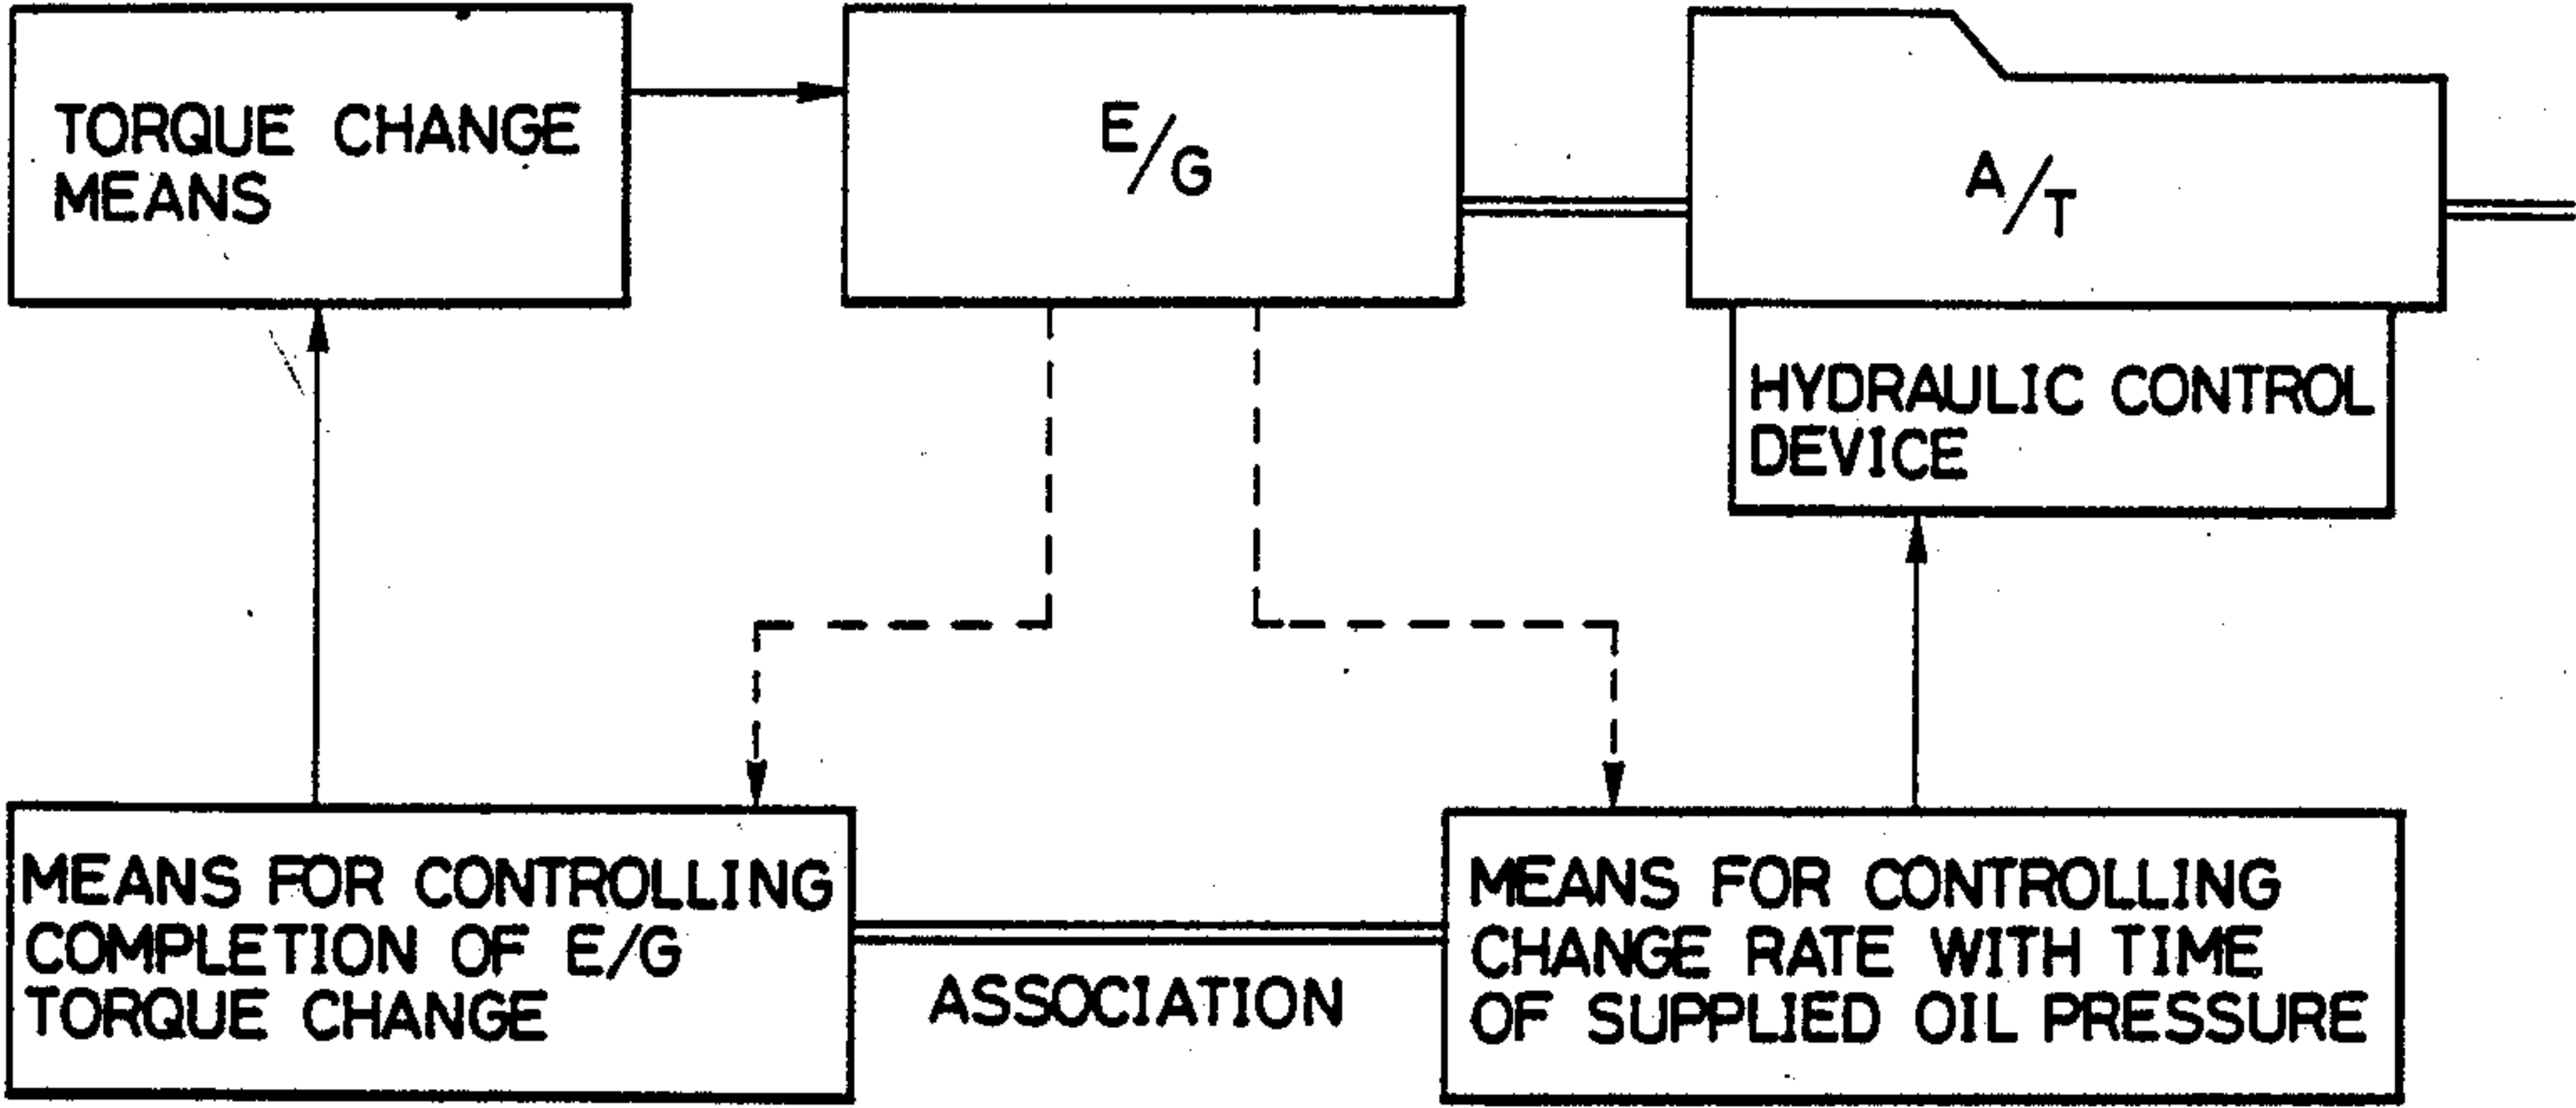 TORQUE CHANGE
MEANS
E/G
A/T
HYDRAULIC CONTROL
DEVICE
MEANS FOR CONTROLLING
COMPLETION OF E/G
TORQUE CHANGE
ASSOCIATION
MEANS FOR CONTROLLING
CHANGE RATE WITH TIME
OF SUPPLIED OIL PRESSURE